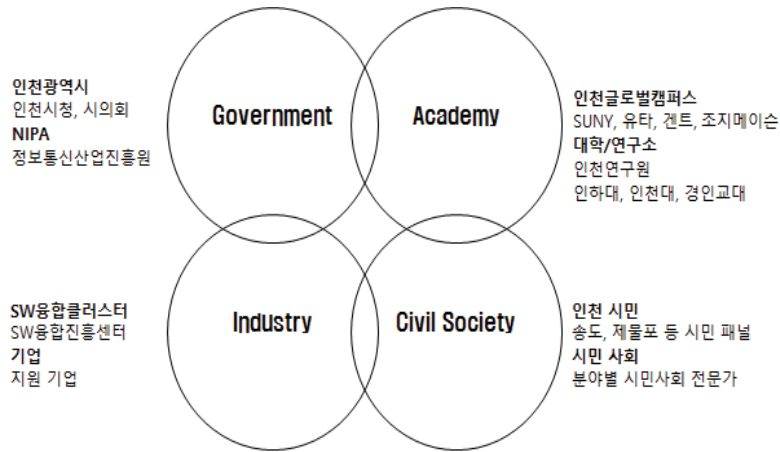 인천광역시
인천시청, 시의회
NIPA
정보통신산업진흥원
Government
Academy
인천글로벌캠퍼스
SUNY, 유타, 겐트, 조지메이슨
대학/연구소
인천연구원
인하대, 인천대, 경인교대
SW융합클러스터
SW융합진흥센터
기업
지원 기업
Industry
Civil Society
인천 시민
송도, 제물포 등 시민 패널
시민 사회
분야별 시민사회 전문가